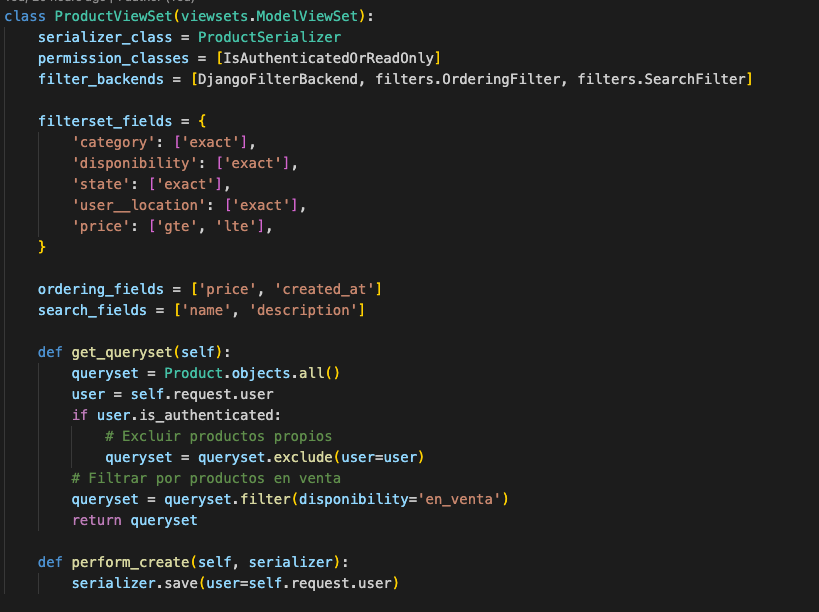 class ProductViewSet(viewsets.ModelViewSet):
    serializer_class = ProductSerializer
    permission_classes = [IsAuthenticatedOrReadOnly]
    filter_backends = [DjangoFilterBackend, filters.OrderingFilter, filters.SearchFilter]

    filterset_fields = {
        'category': ['exact'],
        'disponibility': ['exact'],
        'state': ['exact'],
        'user__location': ['exact'],
        'price': ['gte', 'lte'],
    }

    ordering_fields = ['price', 'created_at']
    search_fields = ['name', 'description']

    def get_queryset(self):
        queryset = Product.objects.all()
        user = self.request.user
        if user.is_authenticated:
            # Excluir productos propios
            queryset = queryset.exclude(user=user)
        # Filtrar por productos en venta
        queryset = queryset.filter(disponibility='en_venta')
        return queryset

    def perform_create(self, serializer):
        serializer.save(user=self.request.user)